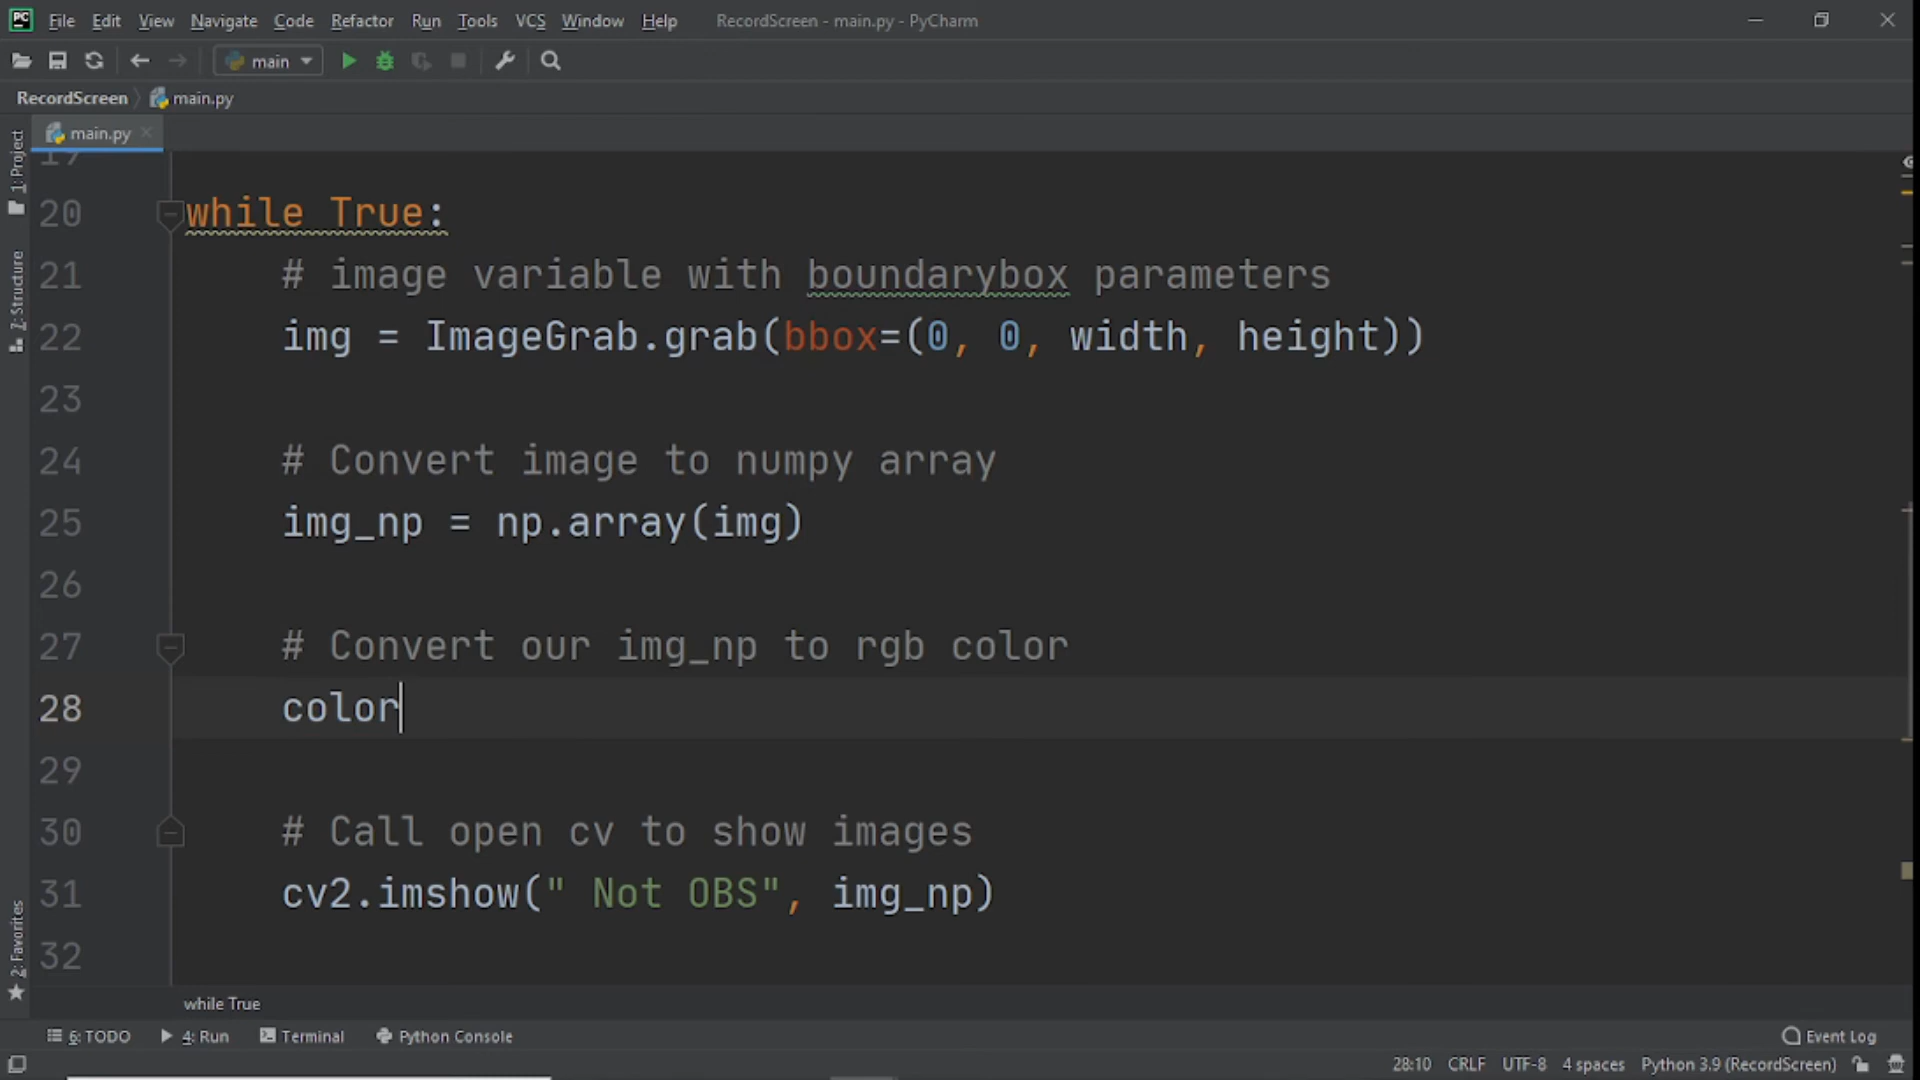 PC File Edit View Navigate Code Refactor Run Tools VCS Window Help RecordScreen - main.py - PyCharm
main
RecordScreen main.py
main.py
1: Project
Z: Structure
2: Favorites
19
20 while True:
21 # image variable with boundarybox parameters
22 img = ImageGrab.grab(bbox=(0, 0, width, height))
23
24 # Convert image to numpy array
25 img_np = np.array(img)
26
27 # Convert our img_np to rgb color
28 color
29
30 # Call open cv to show images
31 cv2.imshow(" Not OBS", img_np)
32
while True
6: TODO 4: Run Terminal Python Console Event Log
28:10 CRLF UTF-8 4 spaces Python 3.9 (RecordScreen)